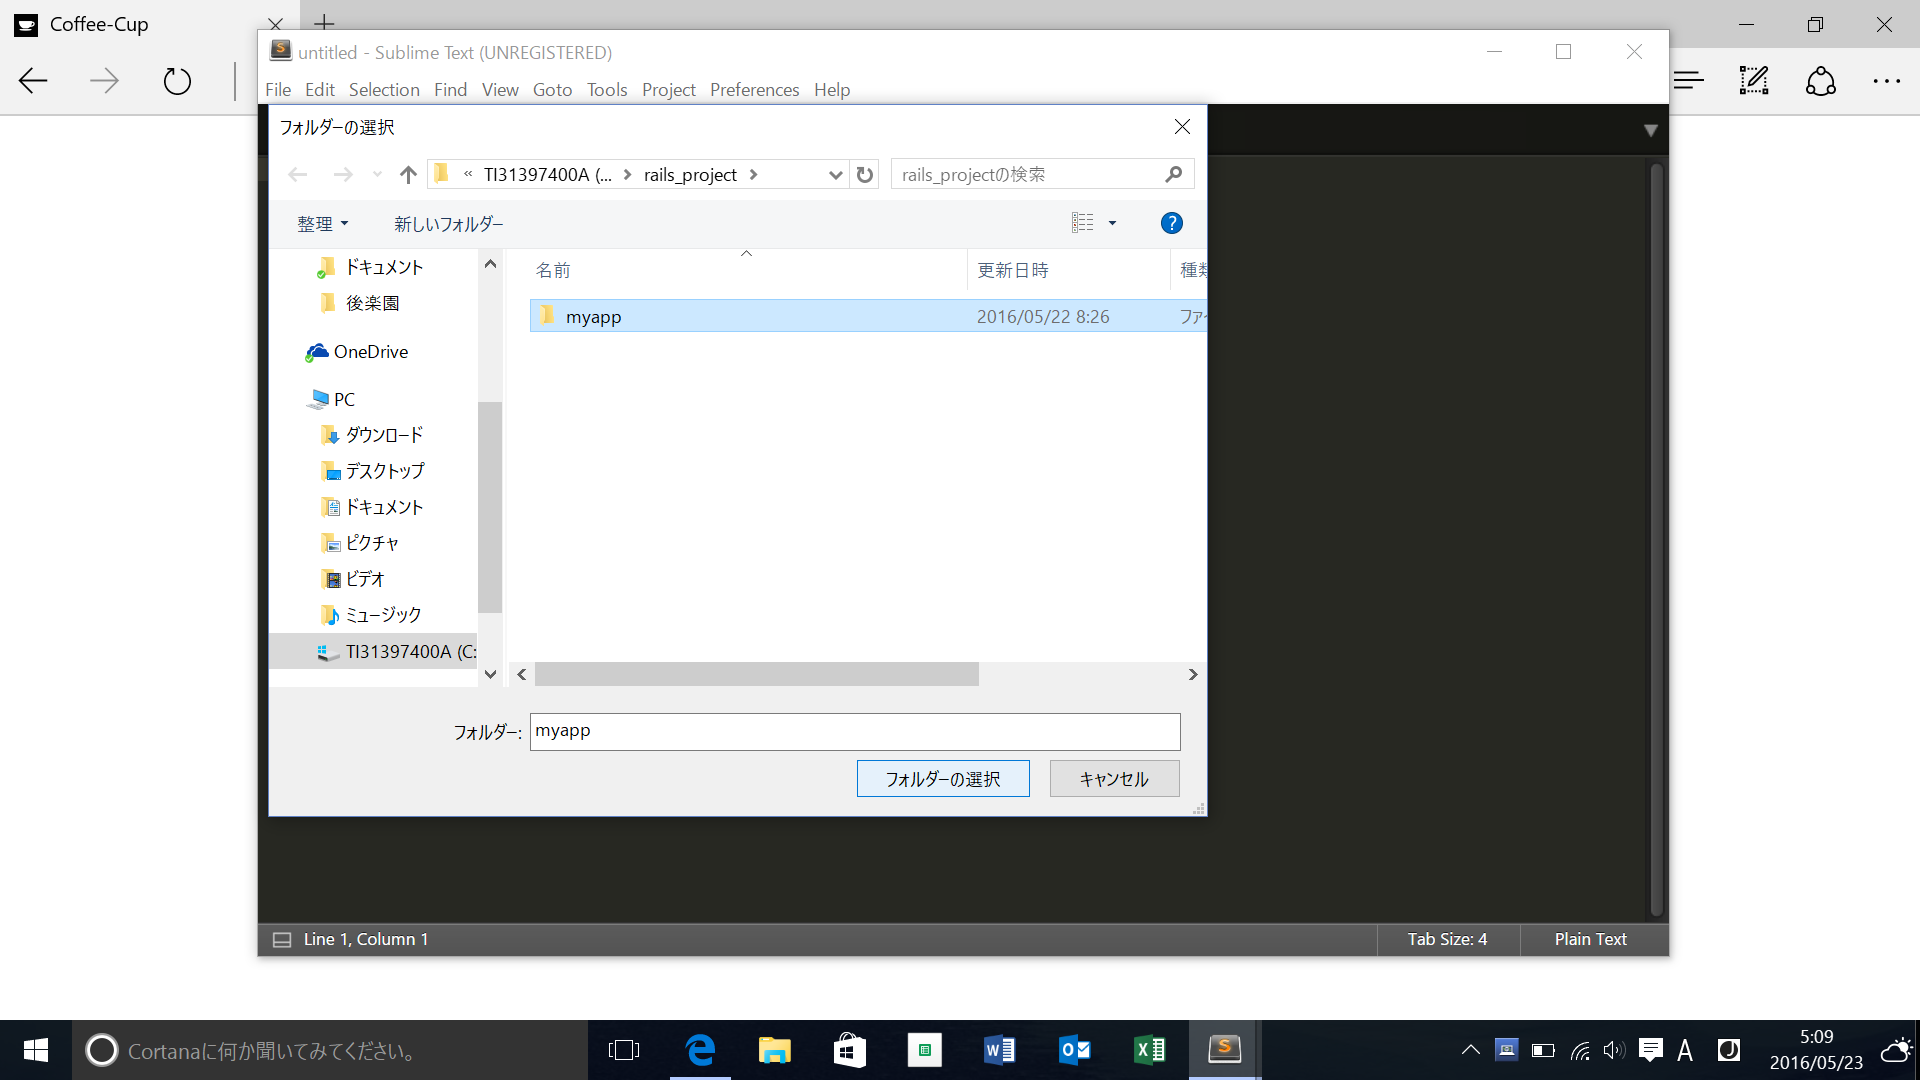 Coffee-Cup
untitled - Sublime Text (UNREGISTERED)
File Edit Selection Find View Goto Tools Project Preferences Help
フォルダーの選択
« TI31397400A (... > rails_project >
rails_projectの検索
整理 新しいフォルダー
名前 更新日時 種類
ドキュメント
後楽園
myapp 2016/05/22 8:26 ファイ
OneDrive
PC
ダウンロード
デスクトップ
ドキュメント
ピクチャ
ビデオ
ミュージック
TI31397400A (C:
フォルダー: myapp
フォルダーの選択 キャンセル
Line 1, Column 1 Tab Size: 4 Plain Text
Cortanaに何か聞いてみてください。
A
5:09
2016/05/23